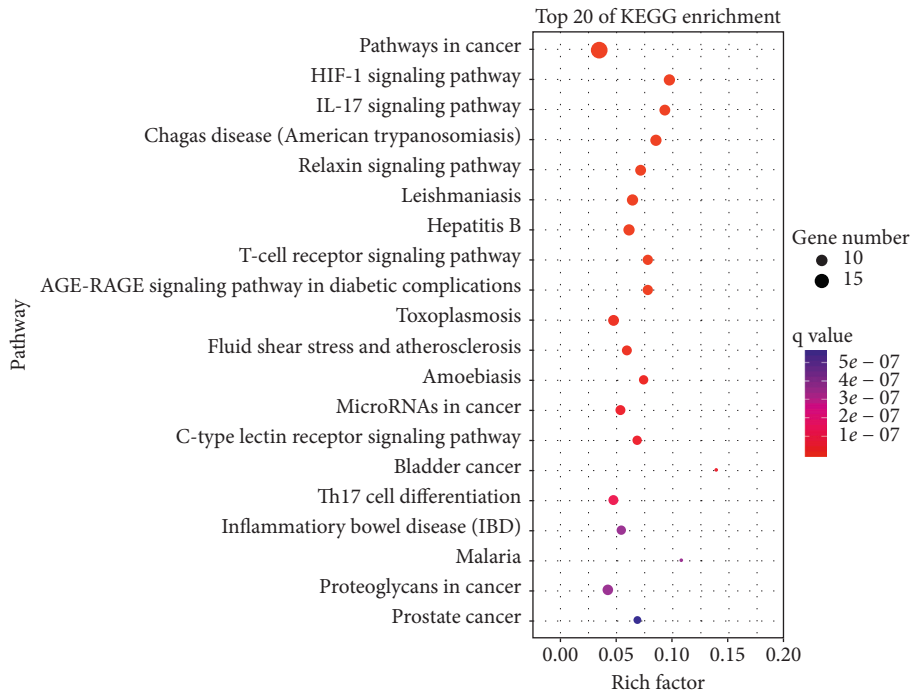 Top 20 of KEGG enrichment
Pathway
Pathways in cancer
HIF-1 signaling pathway
IL-17 signaling pathway
Chagas disease (American trypanosomiasis)
Relaxin signaling pathway
Leishmaniasis
Hepatitis B
T-cell receptor signaling pathway
AGE-RAGE signaling pathway in diabetic complications
Toxoplasmosis
Fluid shear stress and atherosclerosis
Amoebiasis
MicroRNAs in cancer
C-type lectin receptor signaling pathway
Bladder cancer
Th17 cell differentiation
Inflammatiory bowel disease (IBD)
Malaria
Proteoglycans in cancer
Prostate cancer
0.00 0.05 0.10 0.15 0.20
Rich factor
Gene number
10
15
q value
5e – 07
4e – 07
3e – 07
2e – 07
1e – 07